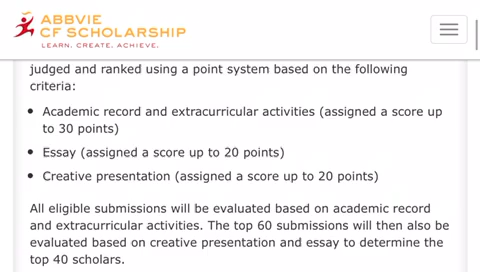 ABBVIE
CF SCHOLARSHIP
LEARN. CREATE. ACHIEVE.
judged and ranked using a point system based on the following
criteria:
• Academic record and extracurricular activities (assigned a score up
to 30 points)
• Essay (assigned a score up to 20 points)
• Creative presentation (assigned a score up to 20 points)
All eligible submissions will be evaluated based on academic record
and extracurricular activities. The top 60 submissions will then also be
evaluated based on creative presentation and essay to determine the
top 40 scholars.